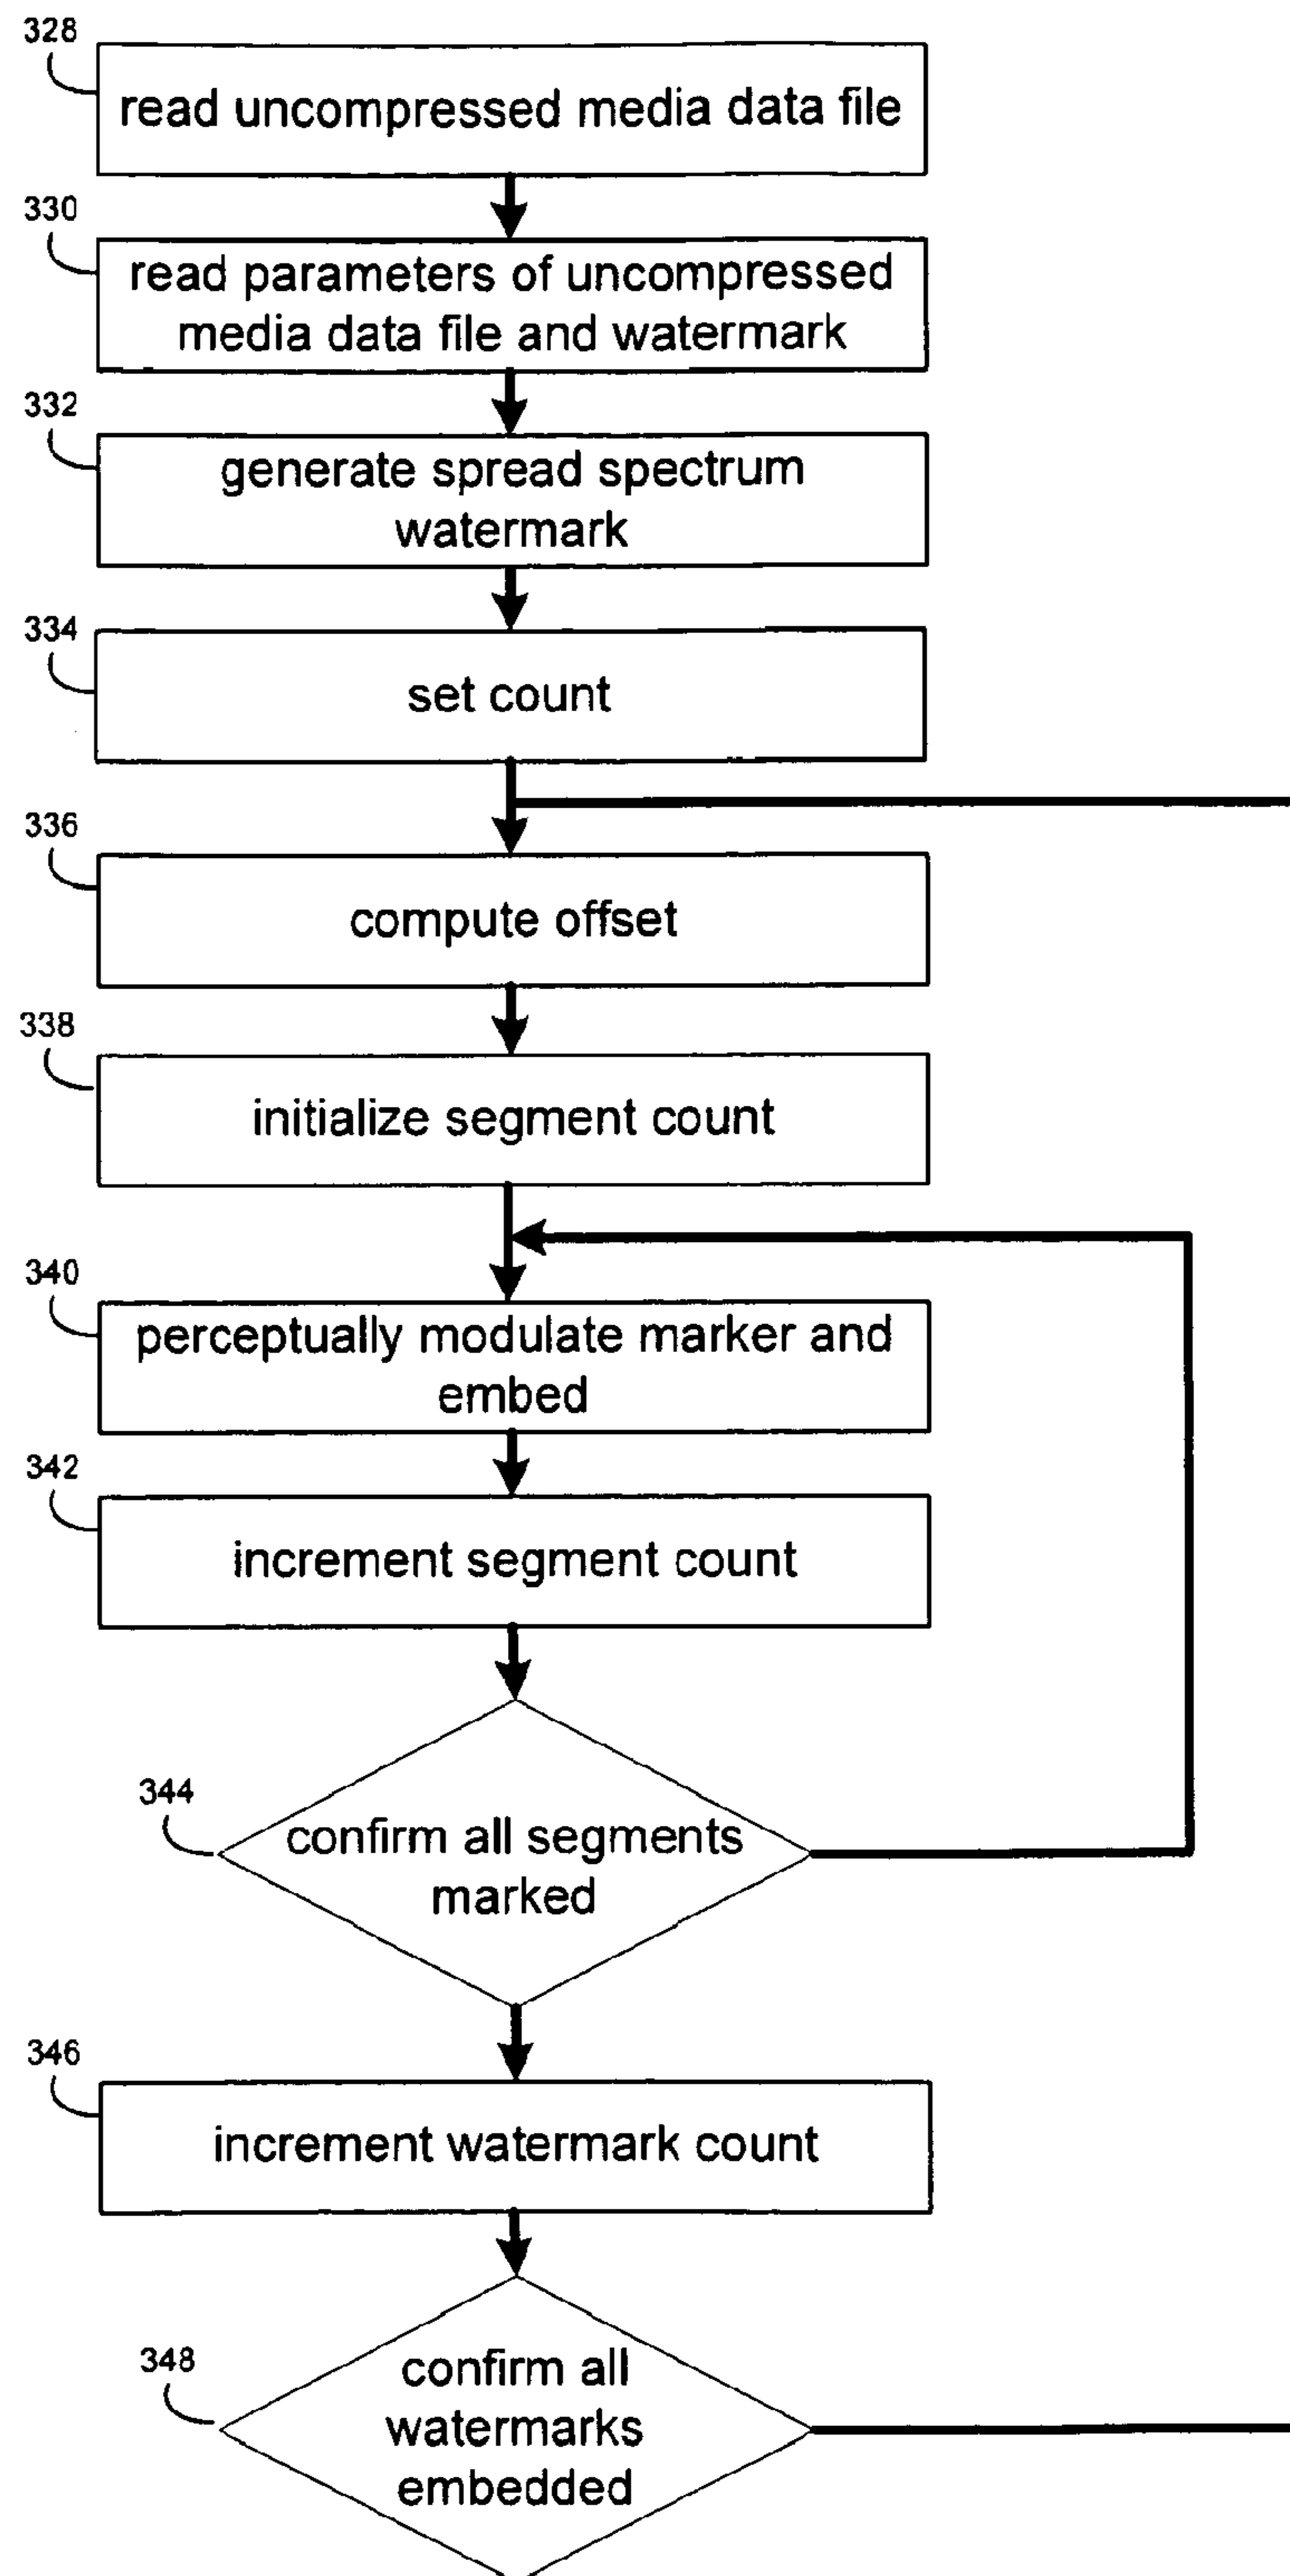 328
read uncompressed media data file
330
read parameters of uncompressed
media data file and watermark
332
generate spread spectrum
watermark
334
set count
336
compute offset
338
initialize segment count
340
perceptually modulate marker and
embed
342
increment segment count
344
confirm all segments
marked
346
increment watermark count
348
confirm all
watermarks
embedded